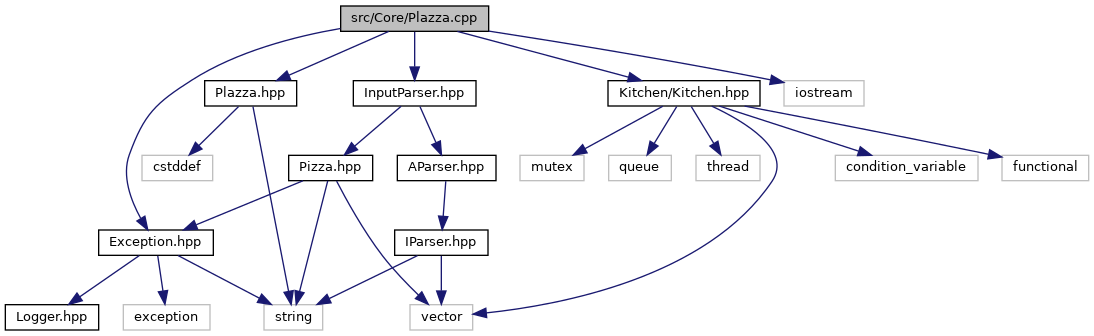 src/Core/Plazza.cpp
Plazza.hpp
InputParser.hpp
Kitchen/Kitchen.hpp
iostream
cstddef
Pizza.hpp
AParser.hpp
mutex
queue
thread
condition_variable
functional
Exception.hpp
IParser.hpp
Logger.hpp
exception
string
vector